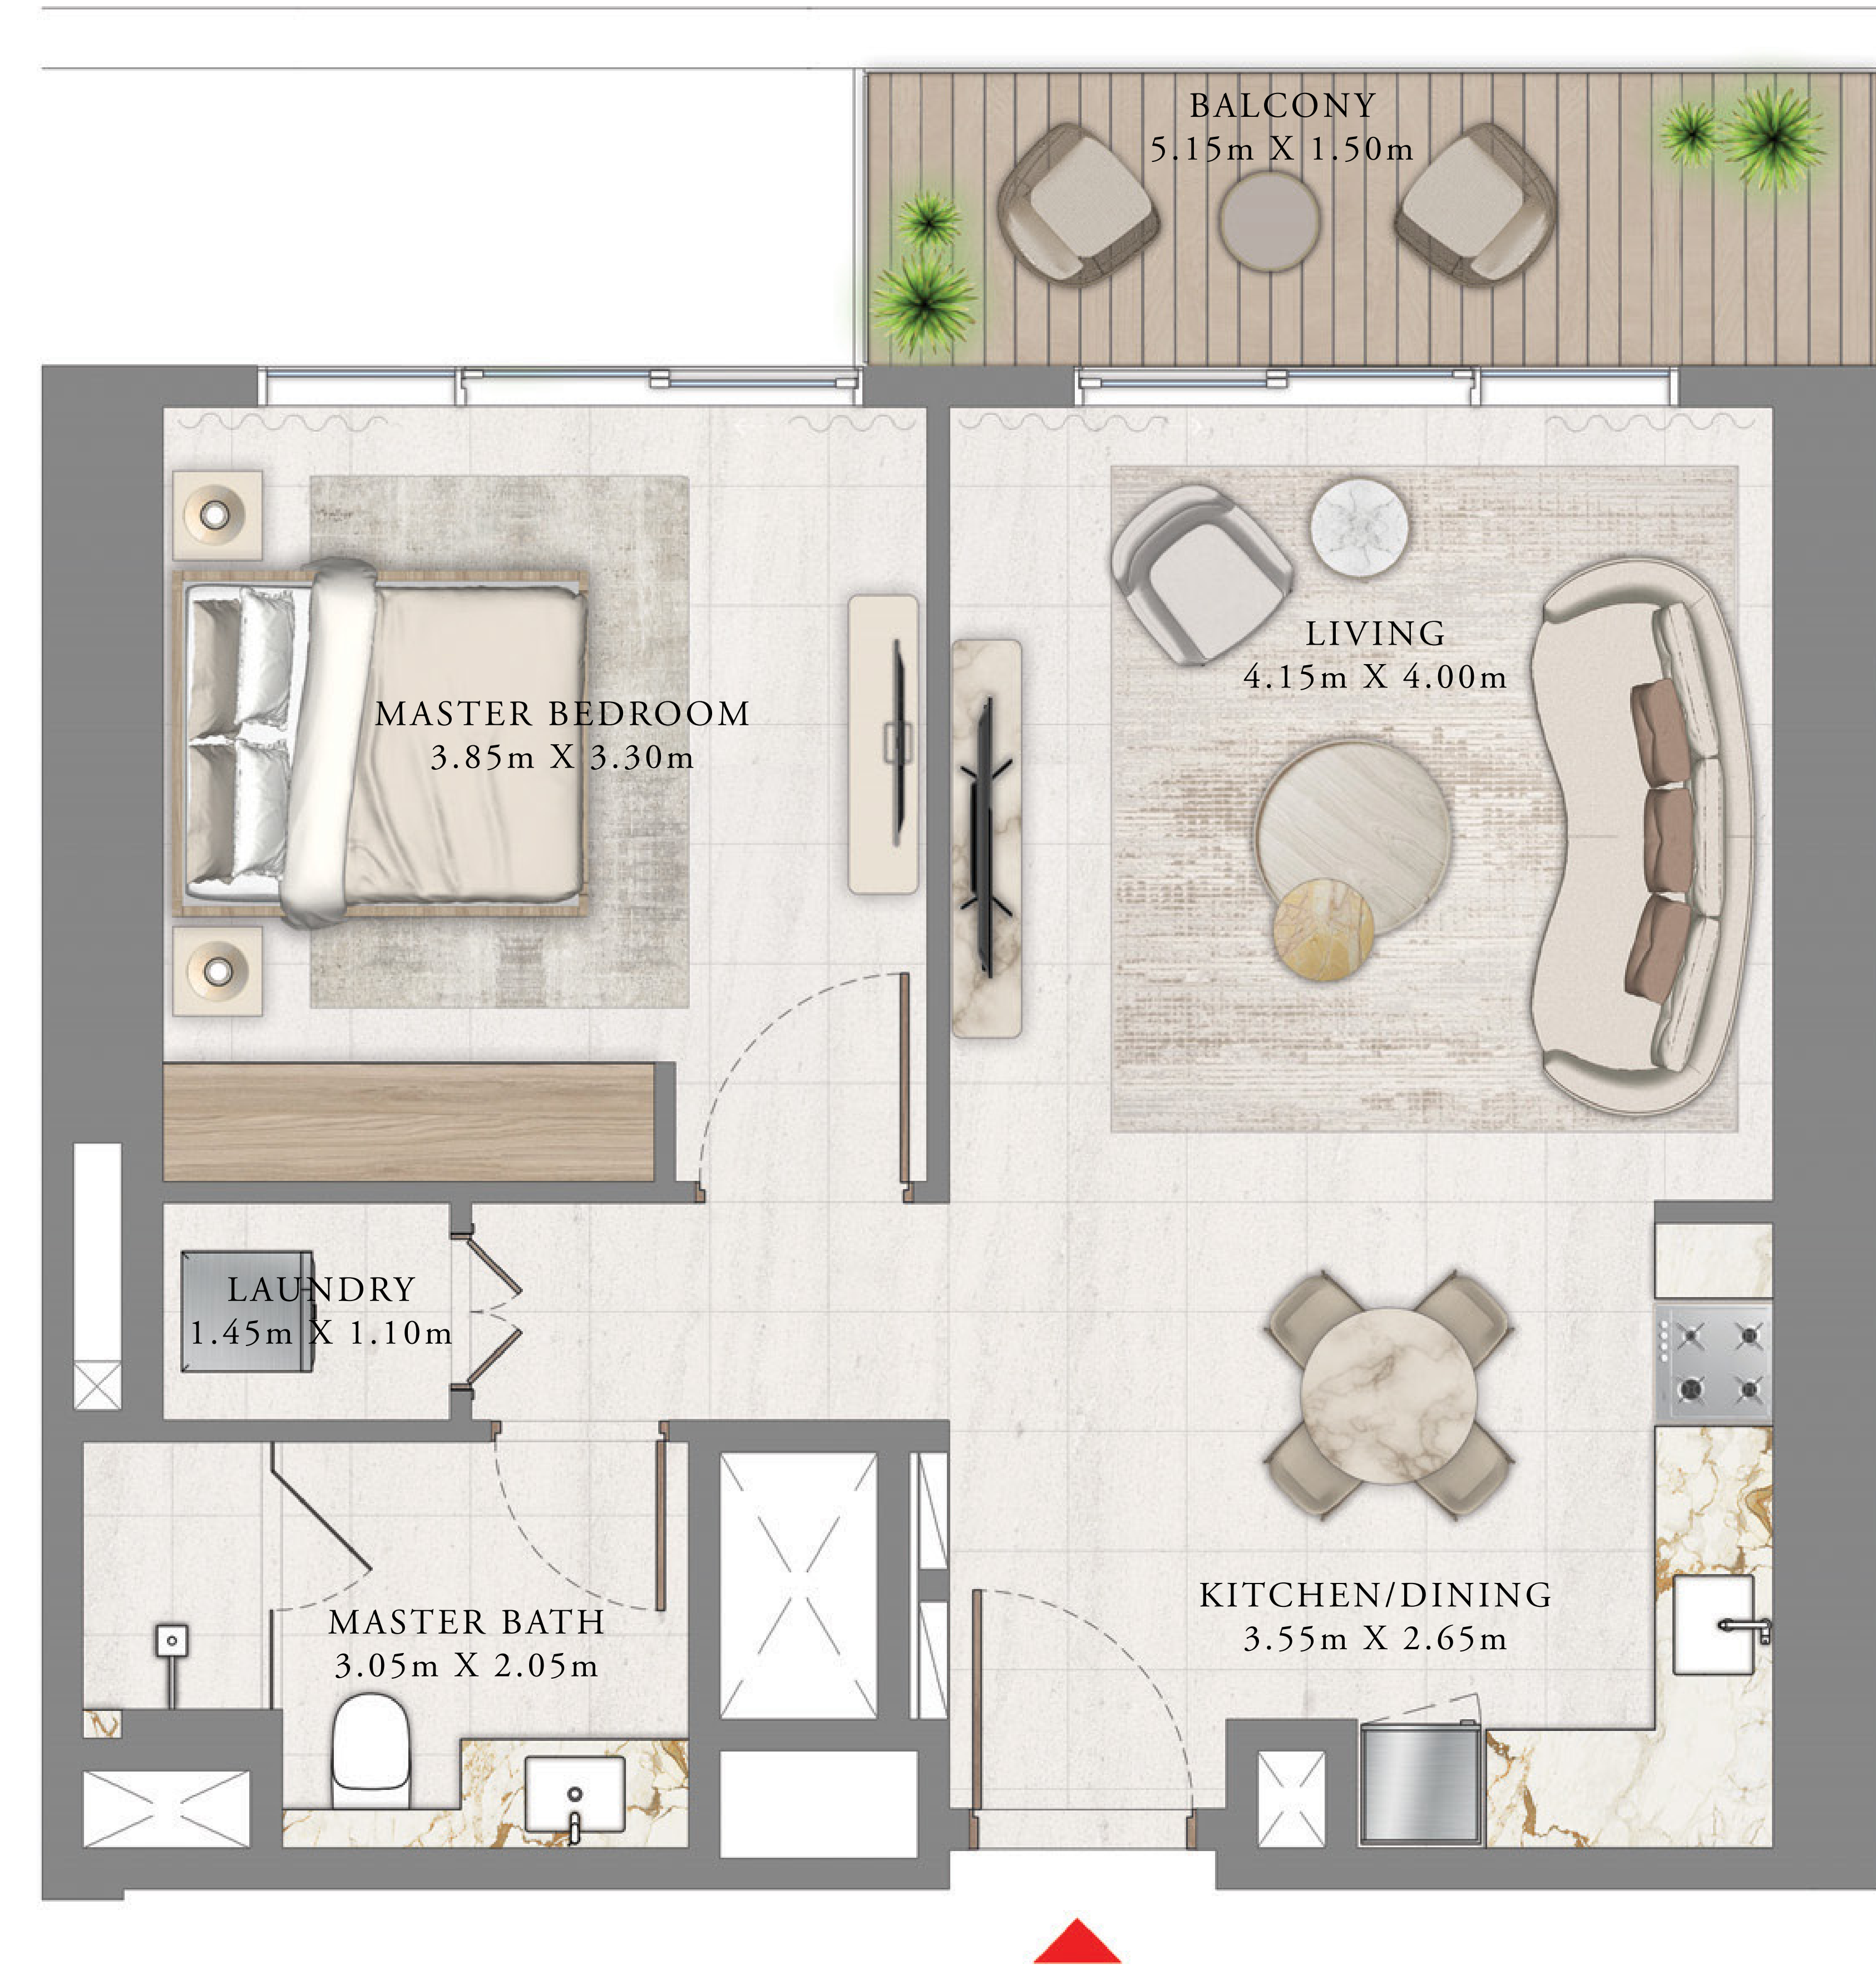 BALCONY
5.15m X 1.50m
LIVING
4.15m X 4.00m
MASTER BEDROOM
3.85m X 3.30m
LAUNDRY
1.45m X 1.10m
KITCHEN/DINING
3.55m X 2.65m
MASTER BATH
3.05m X 2.05m